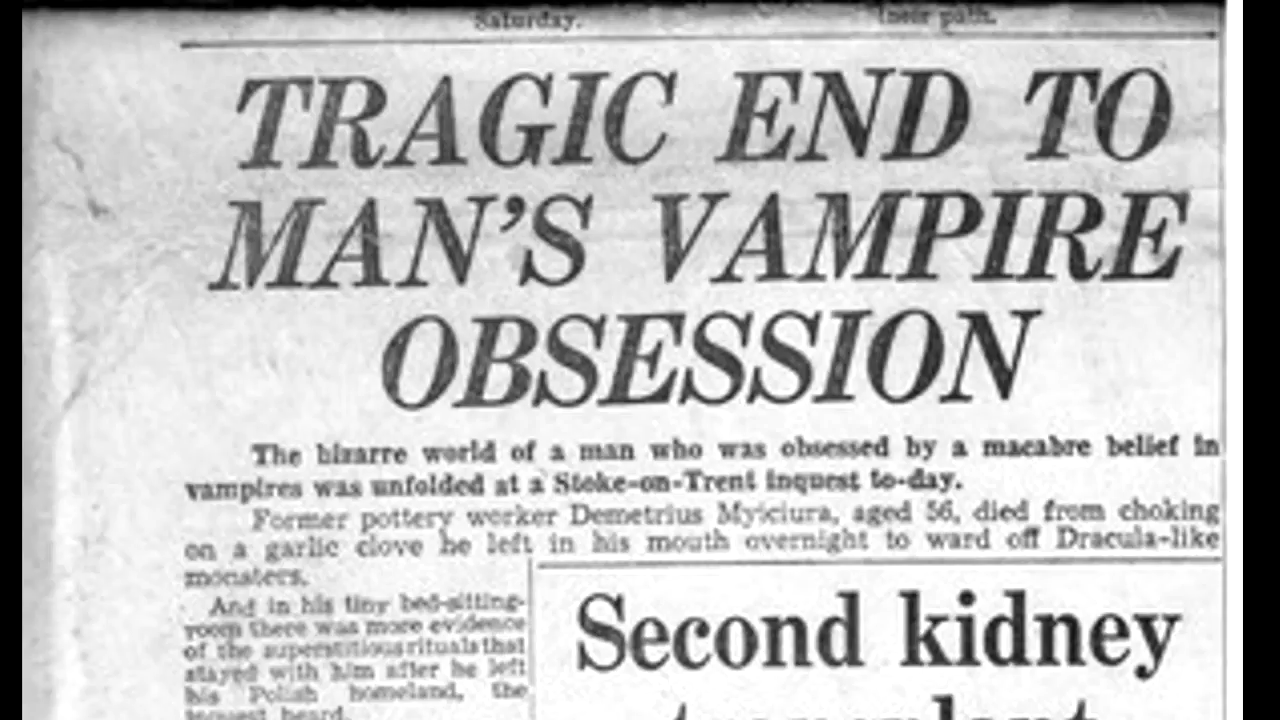 Saturday.
their path.
TRAGIC END TO
MAN'S VAMPIRE
OBSESSION
The bizarre world of a man who was obsessed by a macabre belief in
vampires was unfolded at a Stoke-on-Trent inquest to-day.
Former pottery worker Demetrius Myiciura, aged 56, died from choking
on a garlic clove he left in his mouth overnight to ward off Dracula-like
monsters.
And in his tiny bed-sitting-
room there was more evidence
of the superstitious rituals that
stayed with him after he left
his Polish homeland, the
inquest heard.
Second kidney
transplant